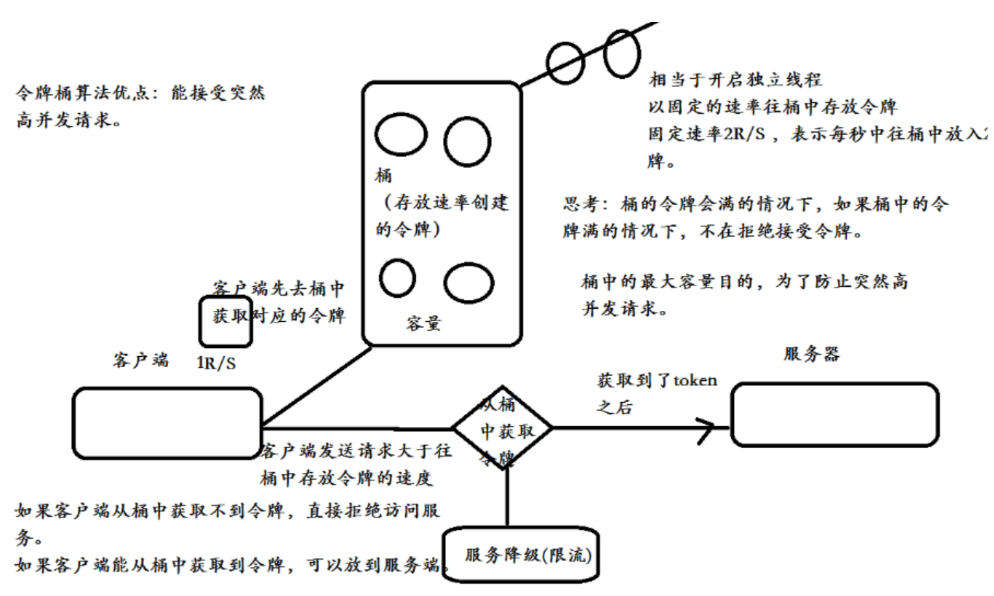 令牌桶算法优点：能接受突然
高并发请求。
相当于开启独立线程
以固定的速率往桶中存放令牌
固定速率2R/S ，表示每秒中往桶中放入2
牌。
桶
（存放速率创建
的令牌）
容量
思考：桶的令牌会满的情况下，如果桶中的令
牌满的情况下，不在拒绝接受令牌。
桶中的最大容量目的，为了防止突然高
并发请求。
客户端先去桶中
获取对应的令牌
客户端
1R/S
服务器
获取到了token
之后
从桶
中获取
令牌
客户端发送请求大于往
桶中存放令牌的速度
如果客户端从桶中获取不到令牌，直接拒绝访问服
务。
如果客户端能从桶中获取到令牌，可以放到服务端。
服务降级(限流)